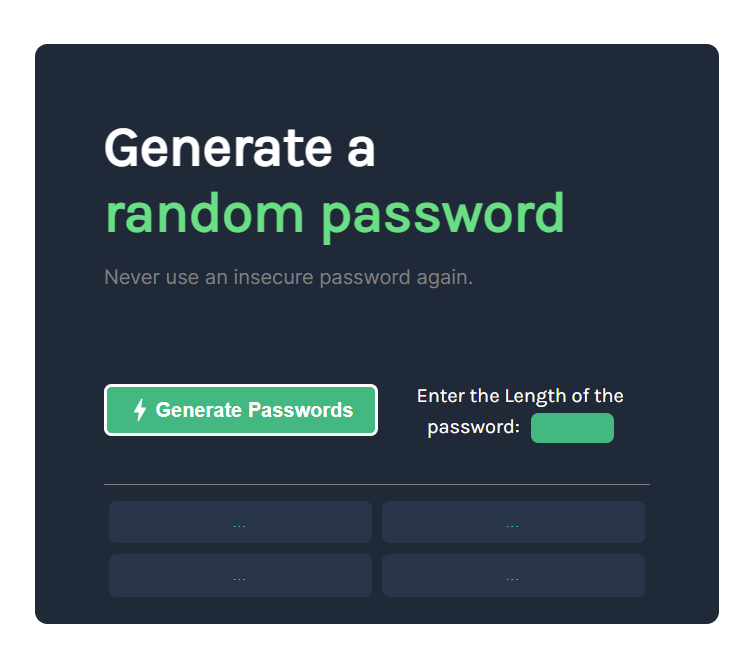 Generate a
random password
Never use an insecure password again.
Generate Passwords
Enter the Length of the
password:
... ...
... ...